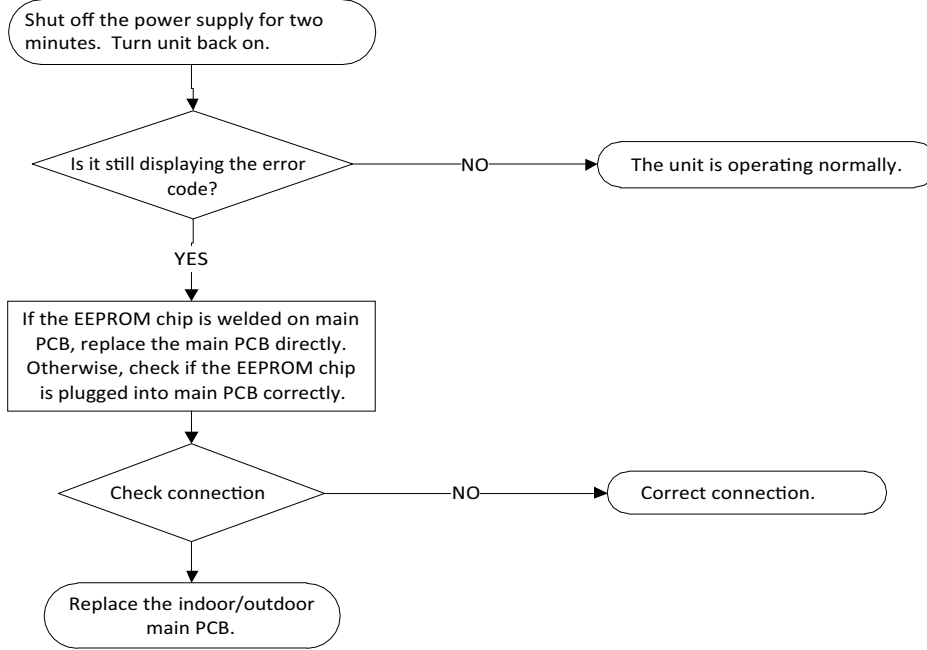 Shut off the power supply for two
minutes.  Turn unit back on.
Is it still displaying the error
code?
NO
The unit is operating normally.
YES
If the EEPROM chip is welded on main
PCB, replace the main PCB directly.
Otherwise, check if the EEPROM chip
is plugged into main PCB correctly.
Check connection
NO
Correct connection.
Replace the indoor/outdoor
main PCB.